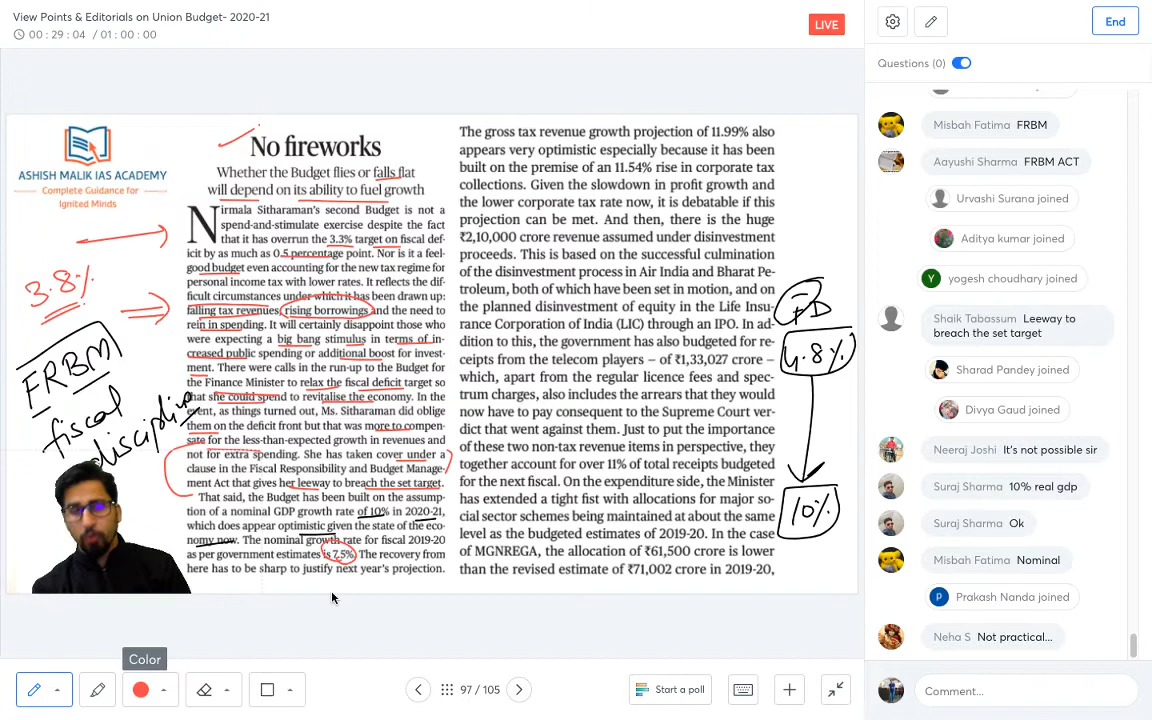 View Points & Editorials on Union Budget- 2020-21
00 : 29 : 04 / 01 : 00 : 00
LIVE
End
Questions (0)
ASHISH MALIK IAS ACADEMY
Complete Guidance for
Ignited Minds
3.8%
FRBM
fiscal
discipline
No fireworks
Whether the Budget flies or falls flat
will depend on its ability to fuel growth
Nirmala Sitharaman's second Budget is not a
spend-and-stimulate exercise despite the fact
that it has overrun the 3.3% target on fiscal def-
icit by as much as 0.5 percentage point. Nor is it a feel-
good budget even accounting for the new tax regime for
personal income tax with lower rates. It reflects the dif-
ficult circumstances under which it has been drawn up:
falling tax revenues, rising borrowings and the need to
rein in spending. It will certainly disappoint those who
were expecting a big bang stimulus in terms of in-
creased public spending or additional boost for invest-
ment. There were calls in the run-up to the Budget for
the Finance Minister to relax the fiscal deficit target so
that she could spend to revitalise the economy. In the
event, as things turned out, Ms. Sitharaman did oblige
them on the deficit front but that was more to compen-
sate for the less-than-expected growth in revenues and
not for extra spending. She has taken cover under a
clause in the Fiscal Responsibility and Budget Manage-
ment Act that gives her leeway to breach the set target.
That said, the Budget has been built on the assump-
tion of a nominal GDP growth rate of 10% in 2020-21,
which does appear optimistic given the state of the eco-
nomy now. The nominal growth rate for fiscal 2019-20
as per government estimates is 7.5%. The recovery from
here has to be sharp to justify next year's projection.
The gross tax revenue growth projection of 11.99% also
appears very optimistic especially because it has been
built on the premise of an 11.54% rise in corporate tax
collections. Given the slowdown in profit growth and
the lower corporate tax rate now, it is debatable if this
projection can be met. And then, there is the huge
₹2,10,000 crore revenue assumed under disinvestment
proceeds. This is based on the successful culmination
of the disinvestment process in Air India and Bharat Pe-
troleum, both of which have been set in motion, and on
the planned disinvestment of equity in the Life Insu-
rance Corporation of India (LIC) through an IPO. In ad-
dition to this, the government has also budgeted for re-
ceipts from the telecom players – of ₹1,33,027 crore –
which, apart from the regular licence fees and spec-
trum charges, also includes the arrears that they would
now have to pay consequent to the Supreme Court ver-
dict that went against them. Just to put the importance
of these two non-tax revenue items in perspective, they
together account for over 11% of total receipts budgeted
for the next fiscal. On the expenditure side, the Minister
has extended a tight fist with allocations for major so-
cial sector schemes being maintained at about the same
level as the budgeted estimates of 2019-20. In the case
of MGNREGA, the allocation of ₹61,500 crore is lower
than the revised estimate of ₹71,002 crore in 2019-20,
4.8%
10%
Misbah Fatima FRBM
Aayushi Sharma FRBM ACT
Urvashi Surana joined
Aditya kumar joined
Y
yogesh choudhary joined
Shaik Tabassum Leeway to
breach the set target
Sharad Pandey joined
Divya Gaud joined
Neeraj Joshi It's not possible sir
Suraj Sharma 10% real gdp
Suraj Sharma Ok
Misbah Fatima Nominal
P
Prakash Nanda joined
Neha S Not practical...
Color
97 / 105
Start a poll
Comment...